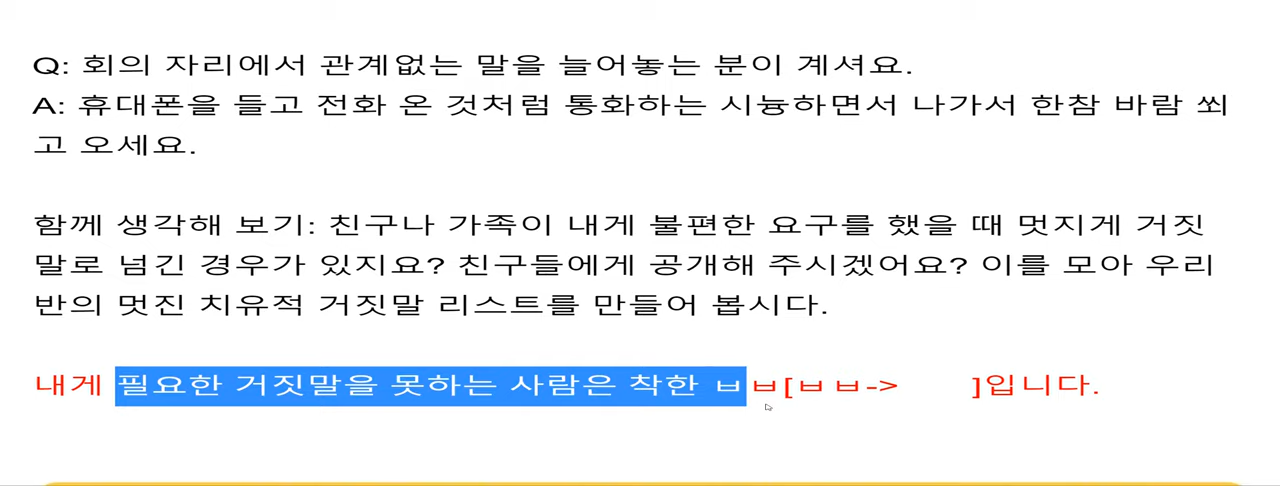 Q: 회의 자리에서 관계없는 말을 늘어놓는 분이 계셔요.
A: 휴대폰을 들고 전화 온 것처럼 통화하는 시늉하면서 나가서 한참 바람 쐬
고 오세요.
함께 생각해 보기: 친구나 가족이 내게 불편한 요구를 했을 때 멋지게 거짓
말로 넘긴 경우가 있지요? 친구들에게 공개해 주시겠어요? 이를 모아 우리
반의 멋진 치유적 거짓말 리스트를 만들어 봅시다.
내게 필요한 거짓말을 못하는 사람은 착한 ㅂㅂ[ㅂㅂ-> ]입니다.